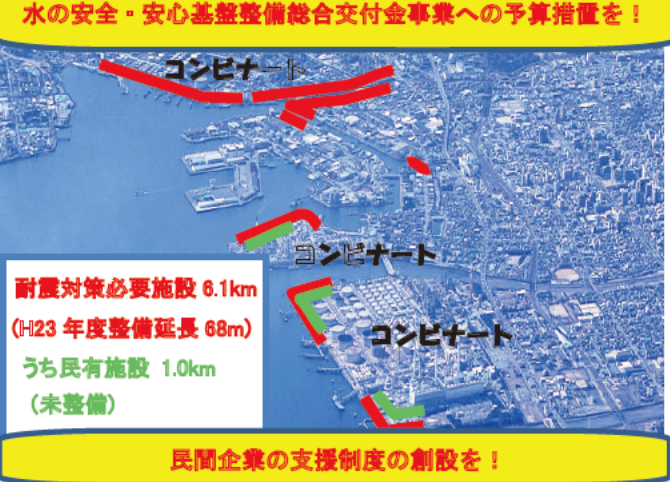 水の安全・安心基盤整備総合交付金事業への予算措置を！
コンビナート
コンビナート
コンビナート
耐震対策必要施設 6.1km
(H23 年度整備延長 68m)
うち民有施設 1.0km
(未整備)
民間企業の支援制度の創設を！